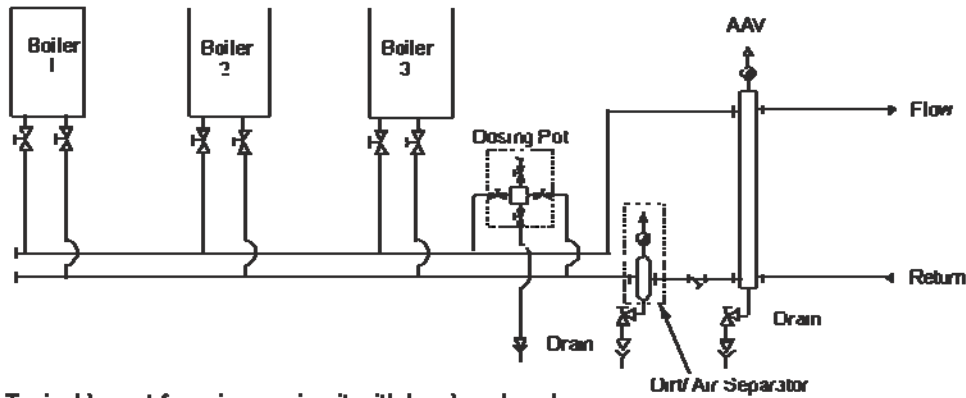 Boiler
1
Boiler
2
Boiler
3
AAV
Dosing Pot
Flow
Return
Drain
Drain
Dirt/ Air Separator